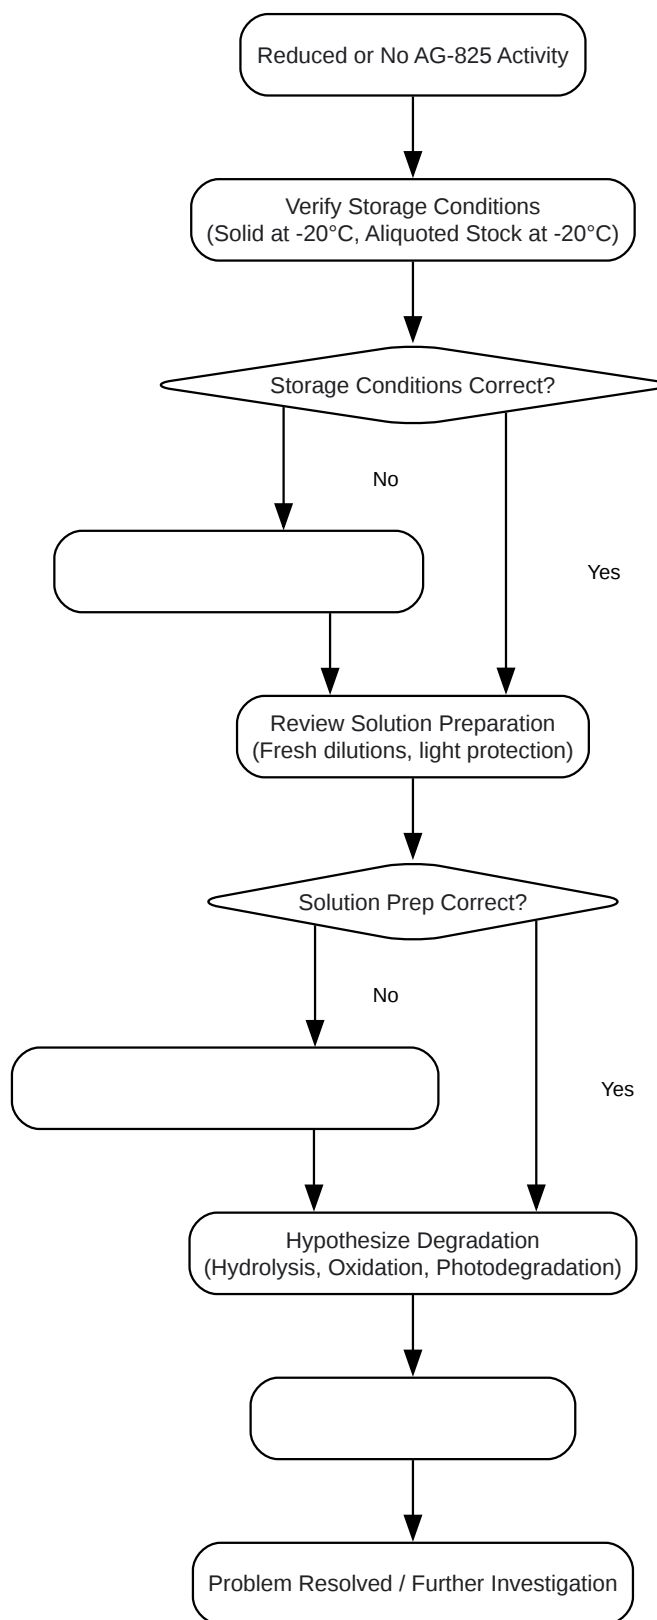 Reduced or No AG-825 Activity
Verify Storage Conditions
(Solid at -20°C, Aliquoted Stock at -20°C)
Storage Conditions Correct?
No
Yes
Review Solution Preparation
(Fresh dilutions, light protection)
Solution Prep Correct?
No
Yes
Hypothesize Degradation
(Hydrolysis, Oxidation, Photodegradation)
Problem Resolved / Further Investigation